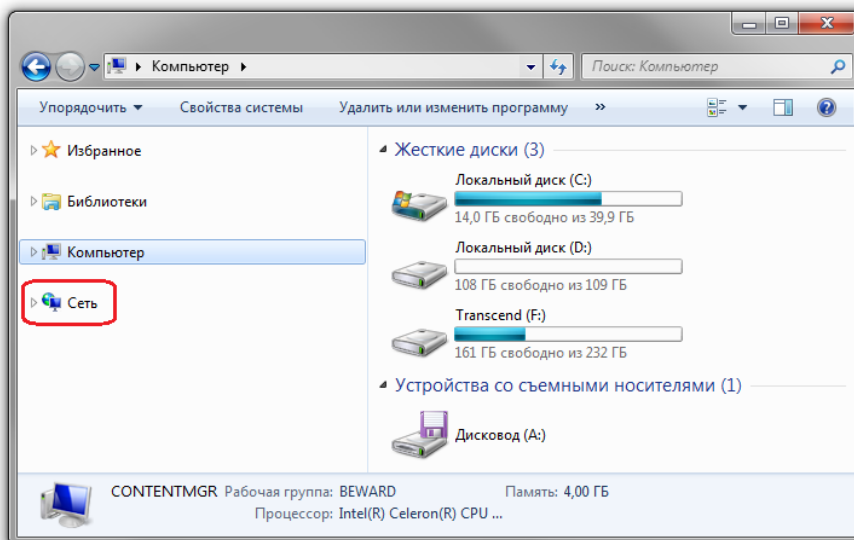 Компьютер
Поиск: Компьютер
Упорядочить Свойства системы Удалить или изменить программу »
Избранное
Библиотеки
Компьютер
Сеть
Жесткие диски (3)
Локальный диск (C:)
14,0 ГБ свободно из 39,9 ГБ
Локальный диск (D:)
108 ГБ свободно из 109 ГБ
Transcend (F:)
161 ГБ свободно из 232 ГБ
Устройства со съемными носителями (1)
Дисковод (A:)
CONTENTMGR Рабочая группа: BEWARD Память: 4,00 ГБ
Процессор: Intel(R) Celeron(R) CPU ...